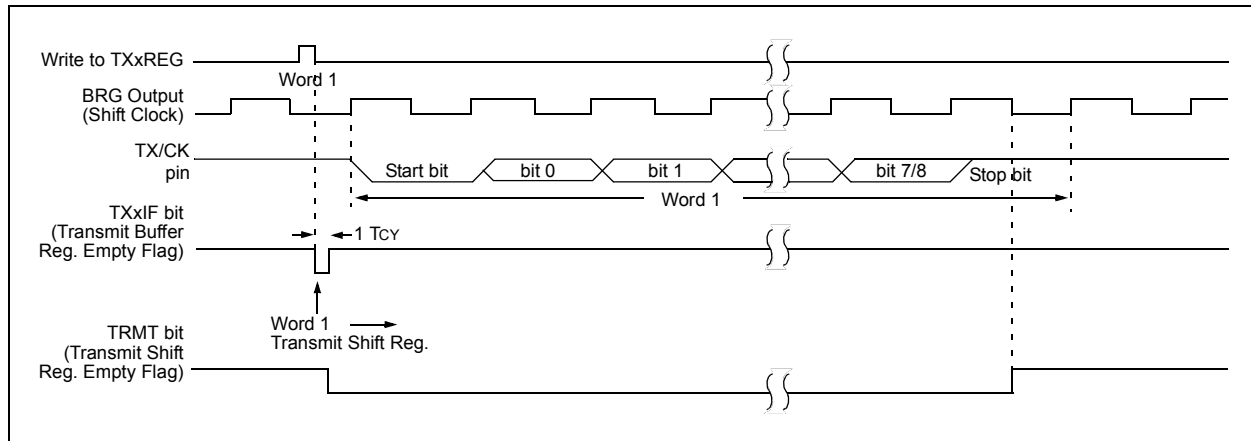 Write to TXxREG
Word 1
BRG Output
(Shift Clock)
TX/CK
pin
Start bit
bit 0
bit 1
bit 7/8
Stop bit
Word 1
TXxIF bit
(Transmit Buffer
Reg. Empty Flag)
1 TCY
Word 1
Transmit Shift Reg.
TRMT bit
(Transmit Shift
Reg. Empty Flag)